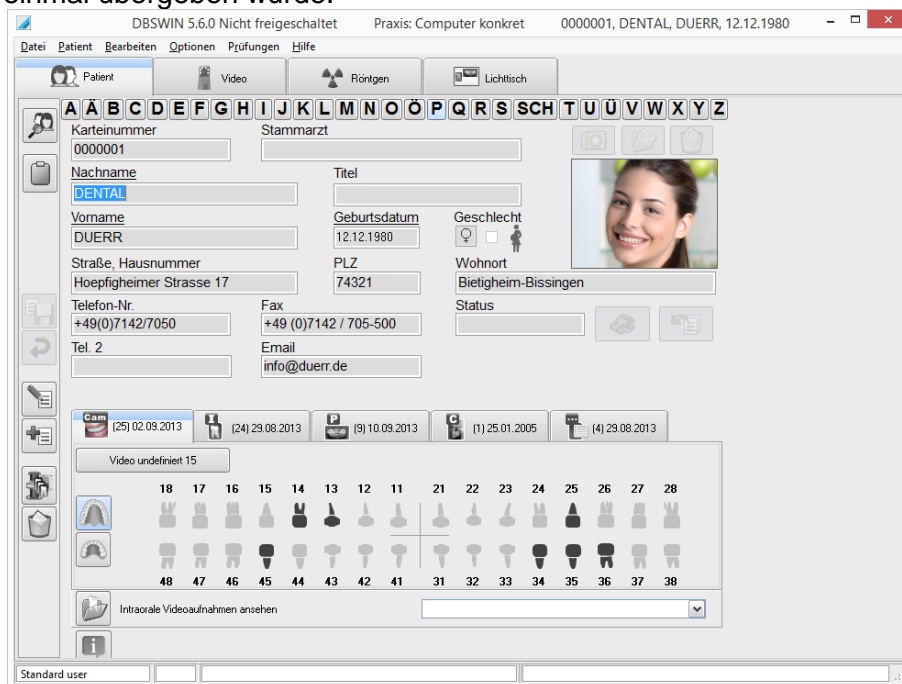 einmal übergeben wurde.
DBSWIN 5.6.0 Nicht freigeschaltet Praxis: Computer konkret 0000001, DENTAL, DUERR, 12.12.1980
Datei Patient Bearbeiten Optionen Prüfungen Hilfe
Patient Video Röntgen Lichttisch
A Ä B C D E F G H I J K L M N O Ö P Q R S SCH T U Ü V W X Y Z
Karteinummer Stammarzt
0000001
Nachname Titel
DENTAL
Vorname Geburtsdatum Geschlecht
DUERR 12.12.1980
Straße, Hausnummer PLZ Wohnort
Hoepfigheimer Strasse 17 74321 Bietigheim-Bissingen
Telefon-Nr. Fax Status
+49(0)7142/7050 +49 (0)7142 / 705-500
Tel. 2 Email
info@duerr.de
Cam (25) 02.09.2013 I (24) 29.08.2013 P (9) 10.09.2013 C (1) 25.01.2005 (4) 29.08.2013
Video undefiniert 15
18 17 16 15 14 13 12 11 21 22 23 24 25 26 27 28
48 47 46 45 44 43 42 41 31 32 33 34 35 36 37 38
Intraorale Videoaufnahmen ansehen
Standard user